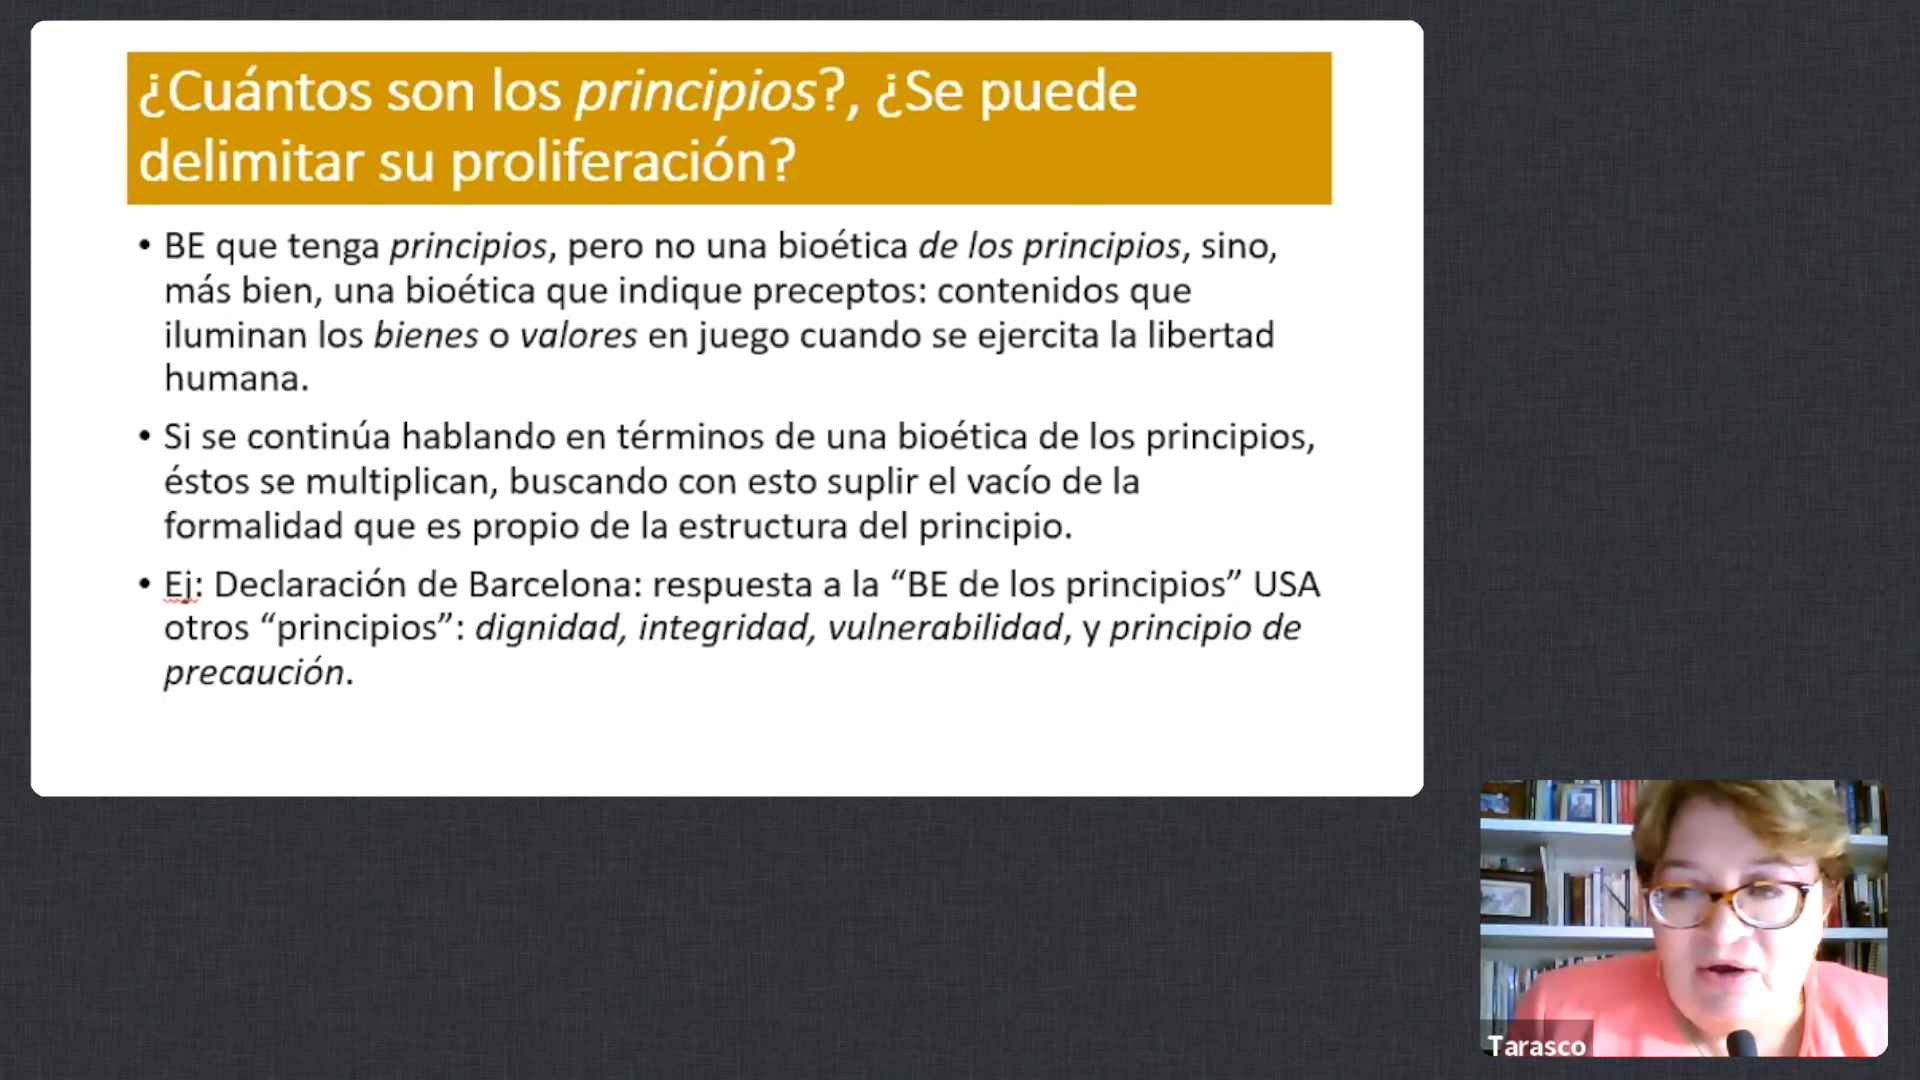 ¿Cuántos son los principios?, ¿Se puede
delimitar su proliferación?
• BE que tenga principios, pero no una bioética de los principios, sino,
más bien, una bioética que indique preceptos: contenidos que
iluminan los bienes o valores en juego cuando se ejercita la libertad
humana.
• Si se continúa hablando en términos de una bioética de los principios,
éstos se multiplican, buscando con esto suplir el vacío de la
formalidad que es propio de la estructura del principio.
• Ej: Declaración de Barcelona: respuesta a la “BE de los principios” USA
otros “principios”: dignidad, integridad, vulnerabilidad, y principio de
precaución.
Tarasco